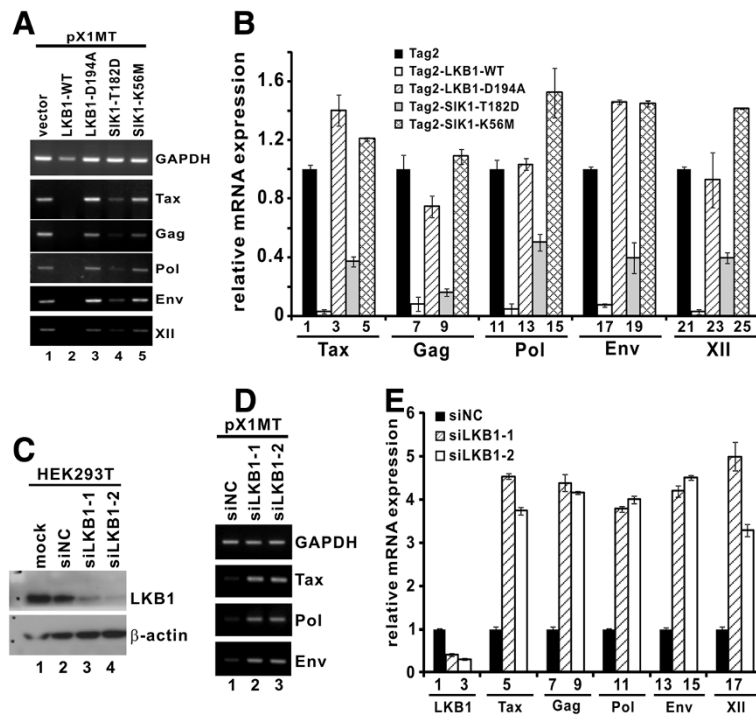 A
pX1MT
vector
LKB1-WT
LKB1-D194A
SIK1-T182D
SIK1-K56M
GAPDH
Tax
Gag
Pol
Env
XII
1 2 3 4 5
B
relative mRNA expression
1.6
1.2
0.8
0.4
0
Tag2
Tag2-LKB1-WT
Tag2-LKB1-D194A
Tag2-SIK1-T182D
Tag2-SIK1-K56M
1 3 5 7 9 11 13 15 17 19 21 23 25
Tax Gag Pol Env XII
C
HEK293T
mock
siNC
siLKB1-1
siLKB1-2
LKB1
β-actin
1 2 3 4
D
pX1MT
siNC
siLKB1-1
siLKB1-2
GAPDH
Tax
Pol
Env
1 2 3
E
relative mRNA expression
6
5
4
3
2
1
0
siNC
siLKB1-1
siLKB1-2
1 3 5 7 9 11 13 15 17
LKB1 Tax Gag Pol Env XII